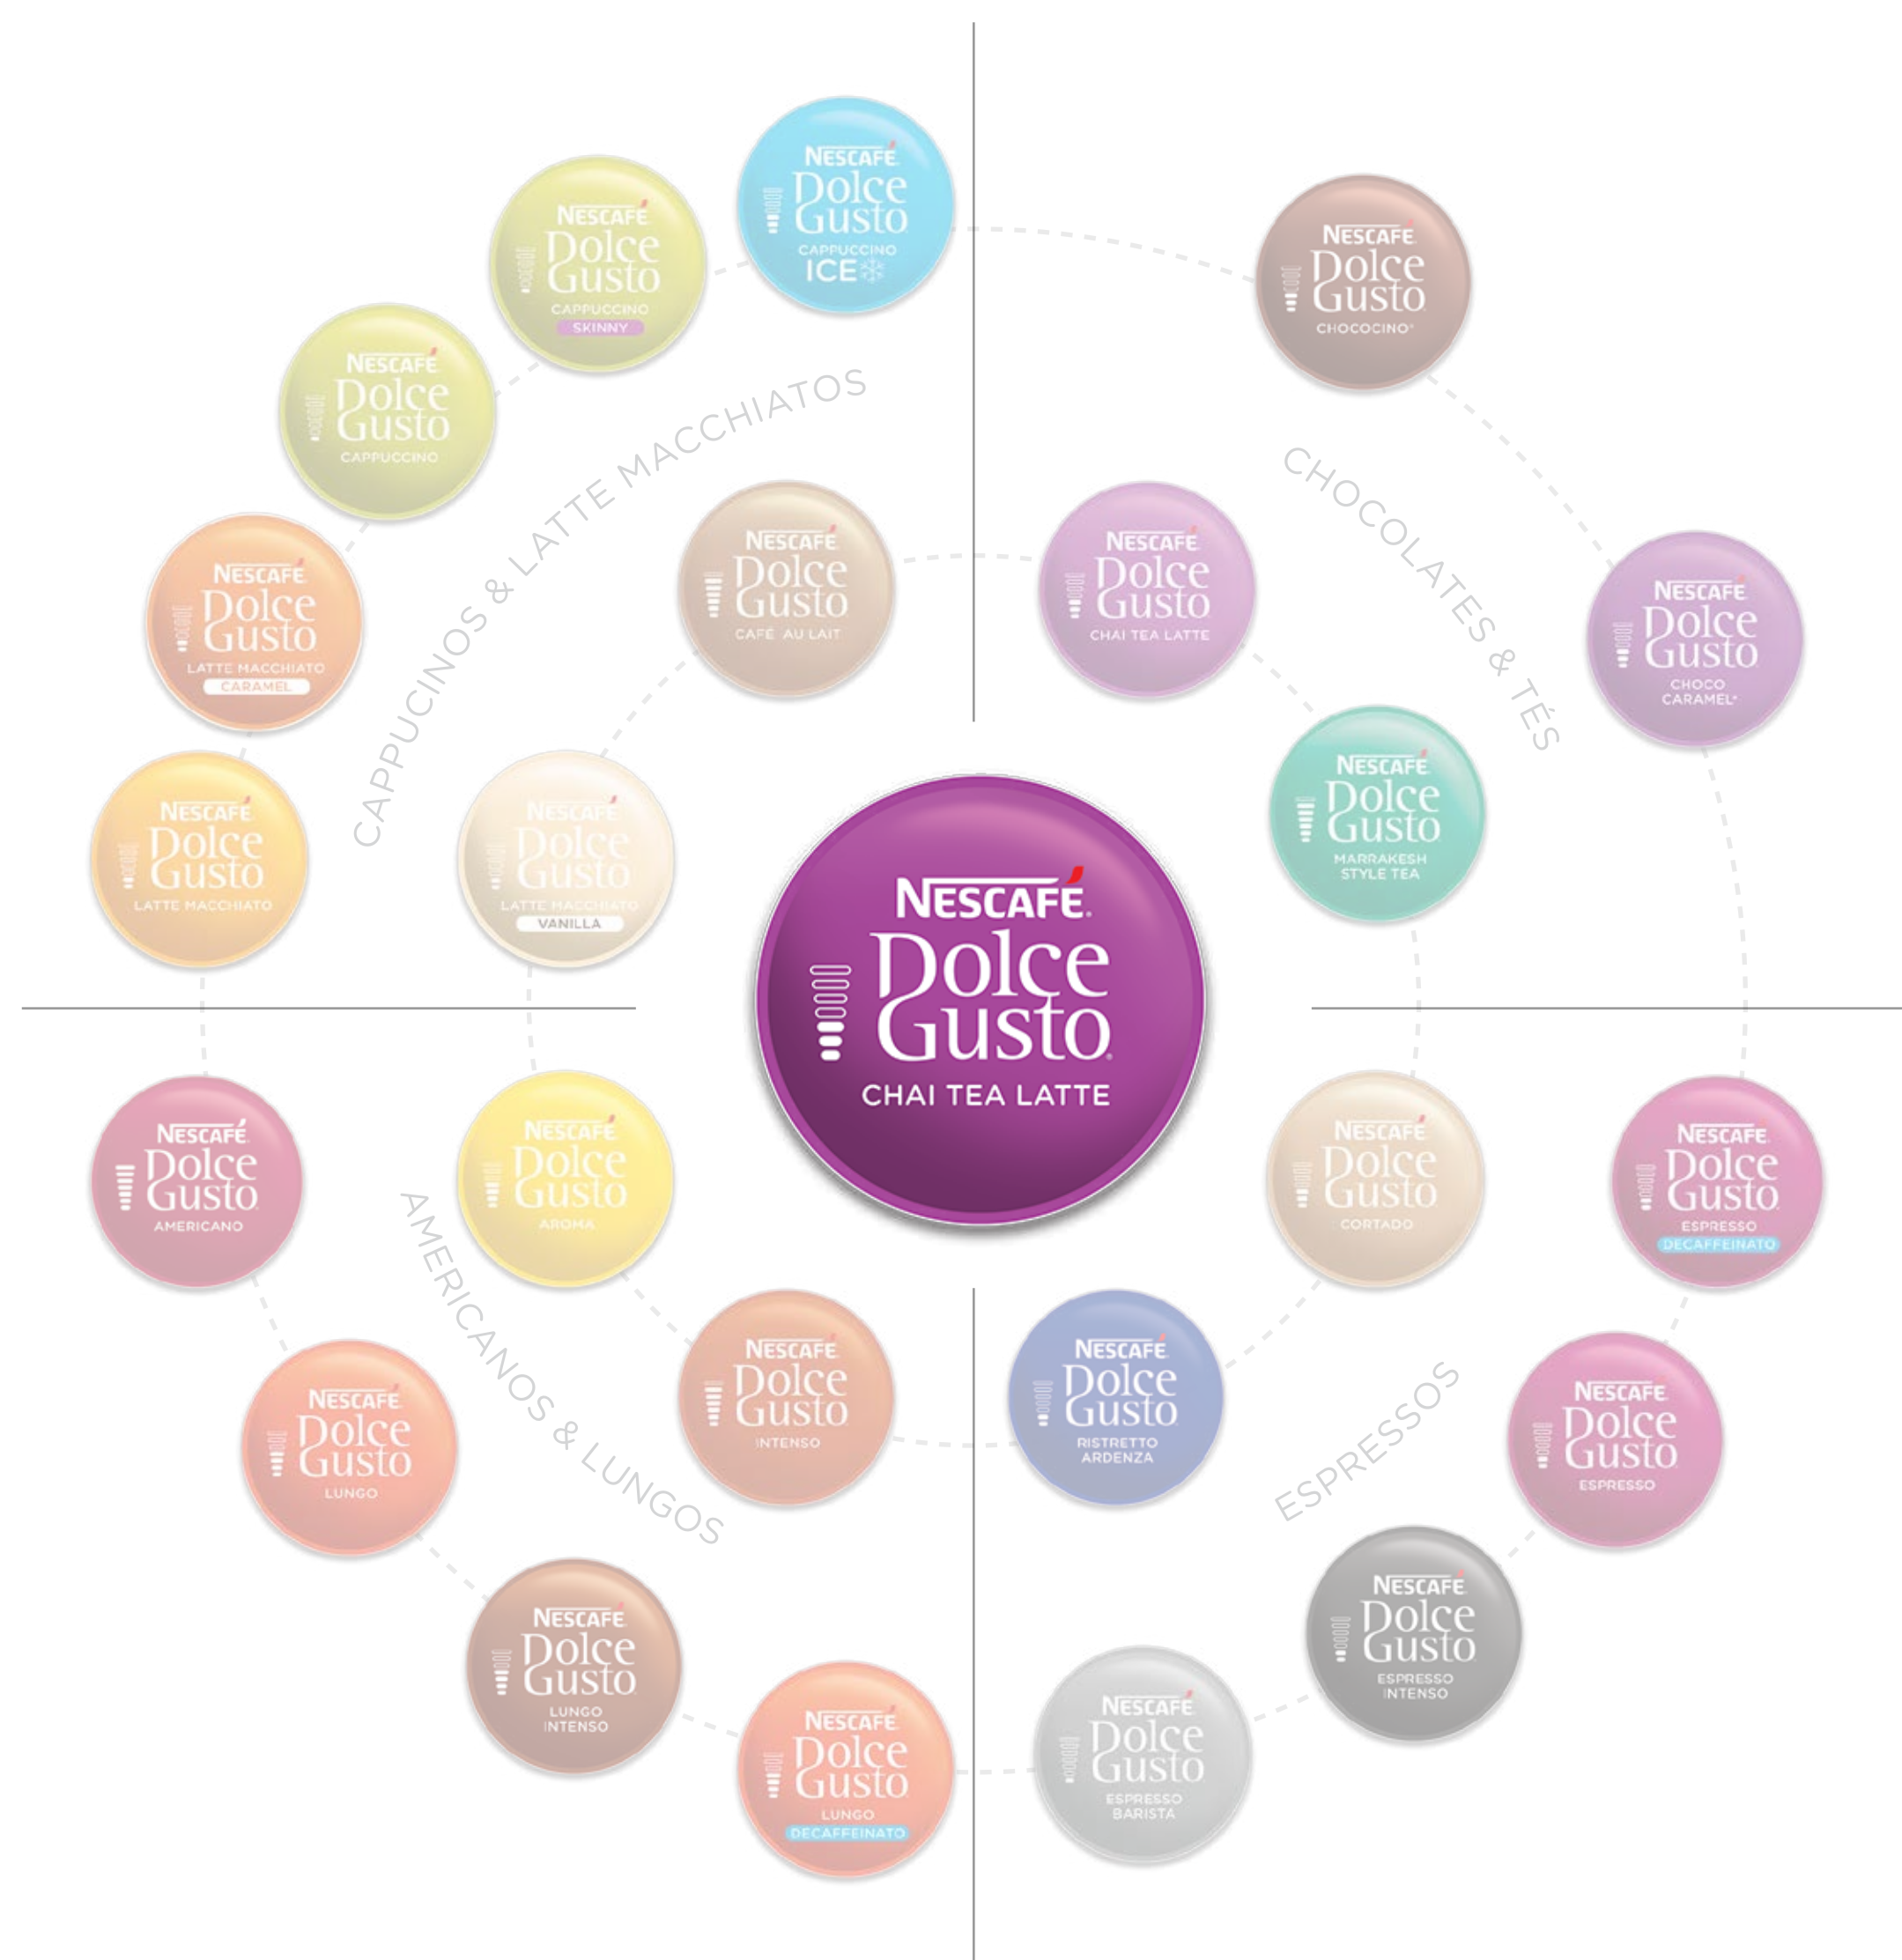 NESCAFÉ.
Dolce
Gusto
CAPPUCCINO
ICE
NESCAFÉ.
Dolce
Gusto
CAPPUCCINO
SKINNY
NESCAFÉ.
Dolce
Gusto
CAPPUCCINO
NESCAFÉ.
Dolce
Gusto
LATTE MACCHIATO
CARAMEL
NESCAFÉ.
Dolce
Gusto
LATTE MACCHIATO
CAPPUCINOS & LATTE MACCHIATOS
NESCAFÉ.
Dolce
Gusto
CAFÉ AU LAIT
NESCAFÉ.
Dolce
Gusto
LATTE MACCHIATO
VANILLA
NESCAFÉ.
Dolce
Gusto
CHOCOCINO*
NESCAFÉ.
Dolce
Gusto
CHOCO
CARAMEL*
CHOCOLATES & TÉS
NESCAFÉ.
Dolce
Gusto
CHAI TEA LATTE
NESCAFÉ.
Dolce
Gusto
MARRAKESH
STYLE TEA
NESCAFÉ.
Dolce
Gusto®
CHAI TEA LATTE
NESCAFÉ.
Dolce
Gusto
AMERICANO
NESCAFÉ.
Dolce
Gusto
AROMA
AMERICANOS & LUNGOS
NESCAFÉ.
Dolce
Gusto
INTENSO
NESCAFÉ.
Dolce
Gusto
LUNGO
NESCAFÉ.
Dolce
Gusto
LUNGO
INTENSO
NESCAFÉ.
Dolce
Gusto
LUNGO
DECAFFEINATO
NESCAFÉ.
Dolce
Gusto
CORTADO
NESCAFÉ.
Dolce
Gusto
ESPRESSO
DECAFFEINATO
NESCAFÉ.
Dolce
Gusto
RISTRETTO
ARDENZA
ESPRESSOS
NESCAFÉ.
Dolce
Gusto
ESPRESSO
NESCAFÉ.
Dolce
Gusto
ESPRESSO
INTENSO
NESCAFÉ.
Dolce
Gusto
ESPRESSO
BARISTA